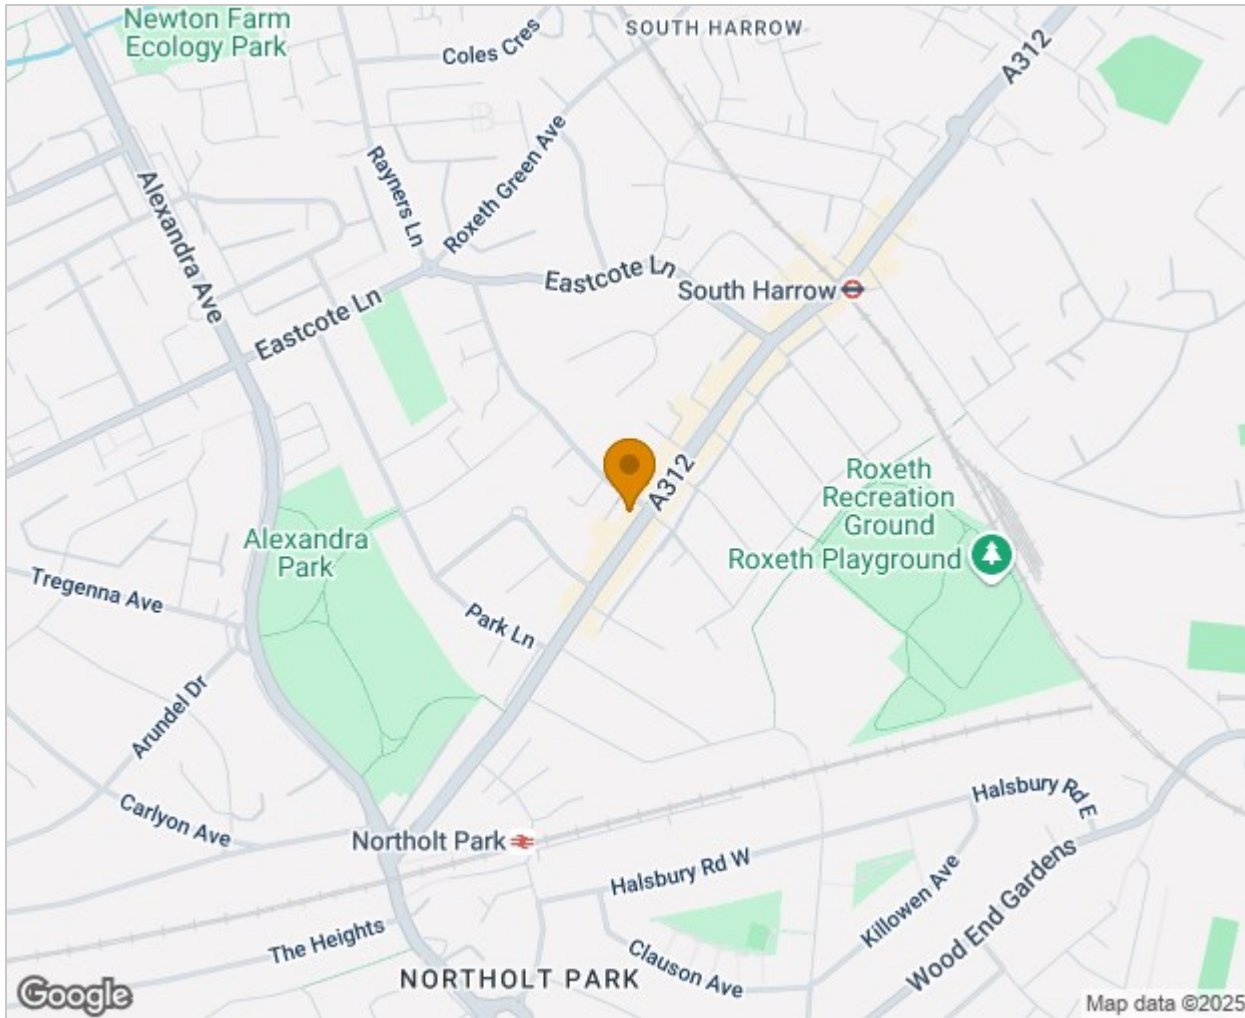 Newton Farm
Ecology Park
Coles Cres
SOUTH HARROW
A312
Rayners Ln
Roxeth Green Ave
Alexandra Ave
Eastcote Ln
Eastcote Ln
South Harrow
A312
Roxeth
Recreation
Ground
Roxeth Playground
Alexandra
Park
Tregenna Ave
Park Ln
Arundel Dr
Carlyon Ave
Northolt Park
Halsbury Rd E
Halsbury Rd W
Killowen Ave
Wood End Gardens
The Heights
Clauson Ave
NORTHOLT PARK
Google
Map data ©2025